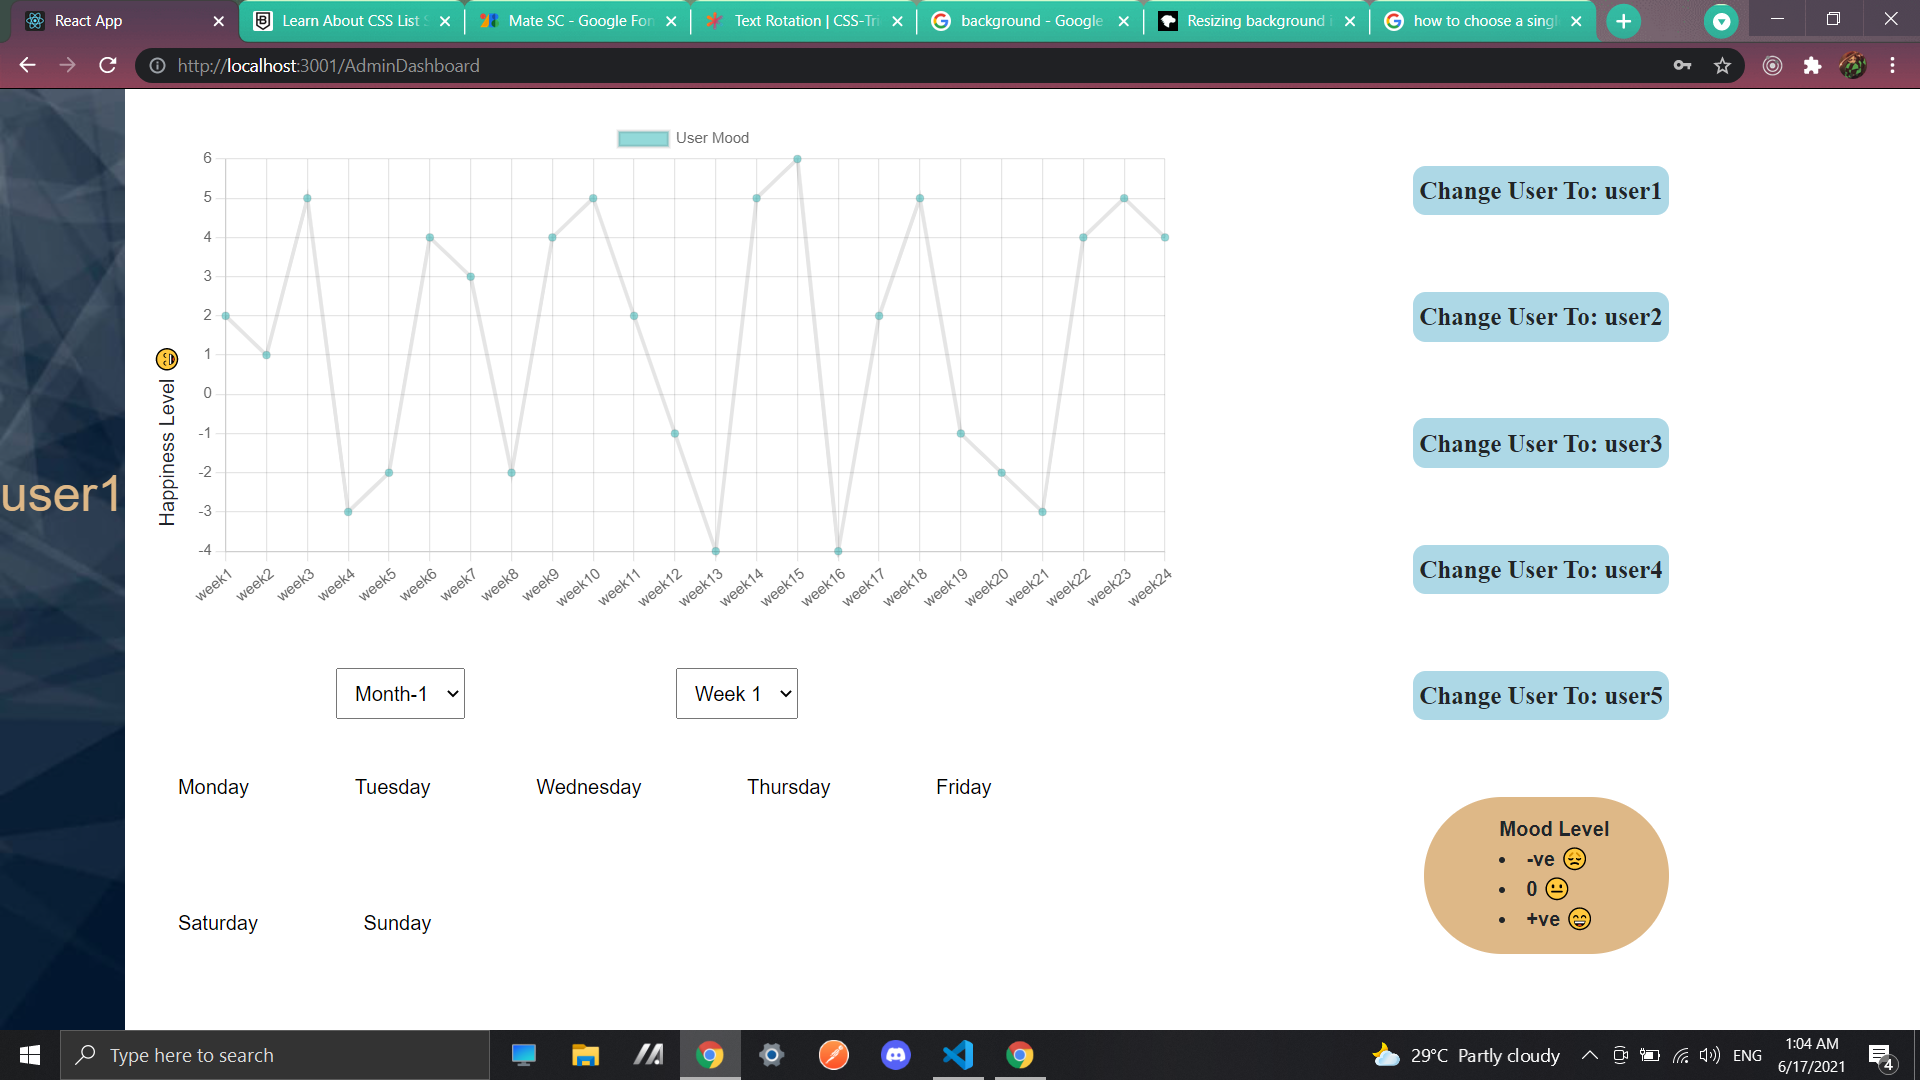 React App
Learn About CSS List S
Mate SC - Google Fon
Text Rotation | CSS-Tri
background - Google
Resizing background i
how to choose a singl
http://localhost:3001/AdminDashboard
User Mood
6
5
4
3
2
1
0
-1
-2
-3
-4
Happiness Level
week1 week2 week3 week4 week5 week6 week7 week8 week9 week10 week11 week12 week13 week14 week15 week16 week17 week18 week19 week20 week21 week22 week23 week24
user1
Change User To: user1
Change User To: user2
Change User To: user3
Change User To: user4
Change User To: user5
Month-1 Week 1
Monday Tuesday Wednesday Thursday Friday
Saturday Sunday
Mood Level
• -ve 😞
• 0 😐
• +ve 😁
Type here to search
29°C Partly cloudy
ENG
1:04 AM
6/17/2021
4